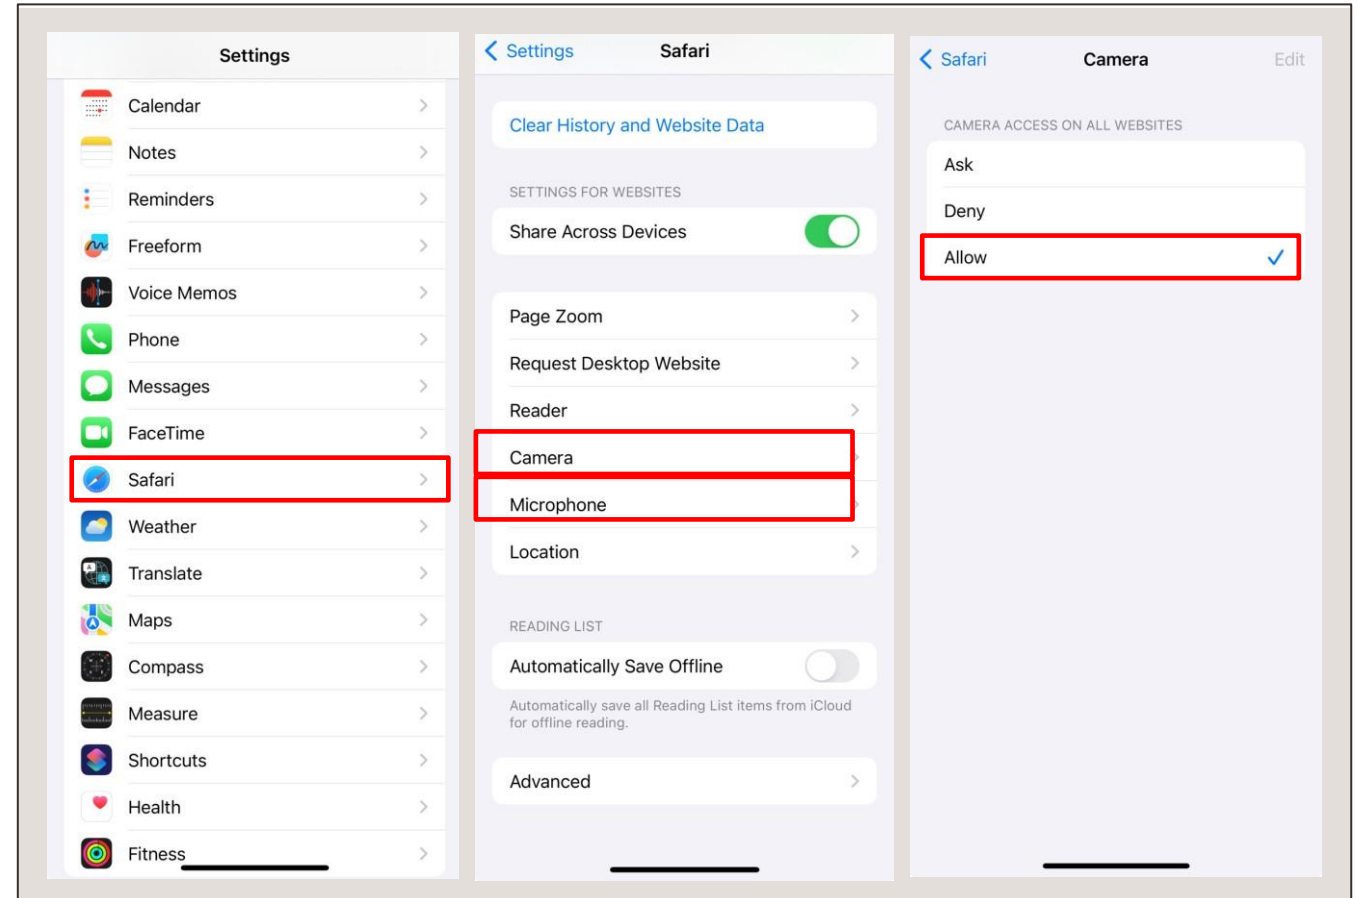 Settings
Calendar
Notes
Reminders
Freeform
Voice Memos
Phone
Messages
FaceTime
Safari
Weather
Translate
Maps
Compass
Measure
Shortcuts
Health
Fitness
Settings
Safari
Clear History and Website Data
SETTINGS FOR WEBSITES
Share Across Devices
Page Zoom
Request Desktop Website
Reader
Camera
Microphone
Location
READING LIST
Automatically Save Offline
Automatically save all Reading List items from iCloud
for offline reading.
Advanced
Safari
Camera
Edit
CAMERA ACCESS ON ALL WEBSITES
Ask
Deny
Allow